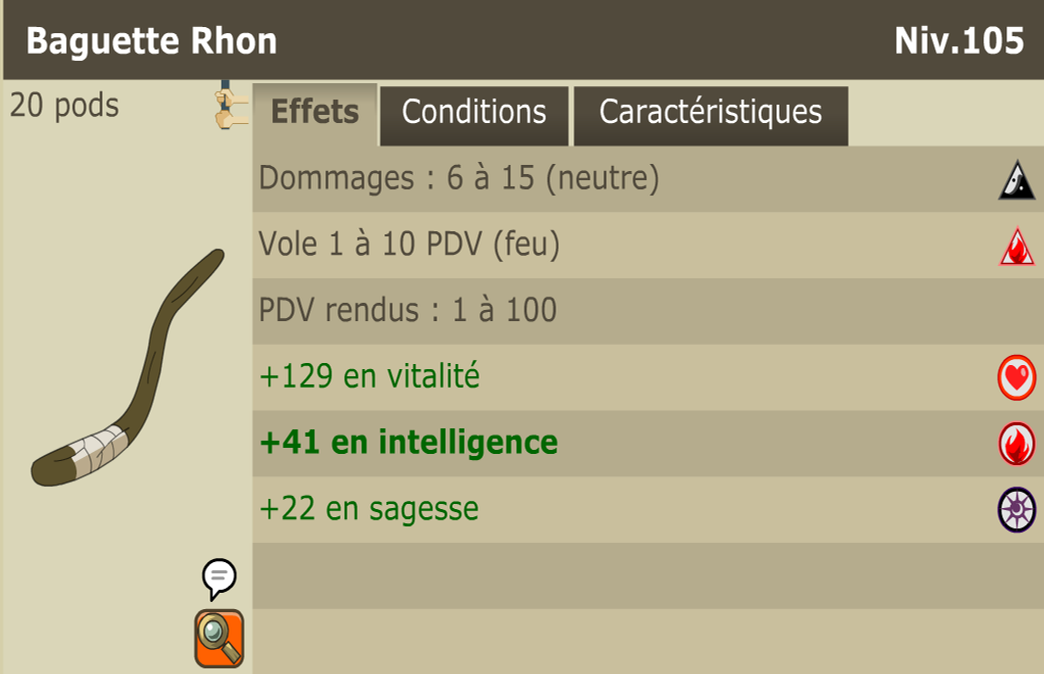 Baguette Rhon
Niv.105
20 pods
Effets
Conditions
Caractéristiques
Dommages : 6 à 15 (neutre)
Vole 1 à 10 PDV (feu)
PDV rendus : 1 à 100
+129 en vitalité
+41 en intelligence
+22 en sagesse